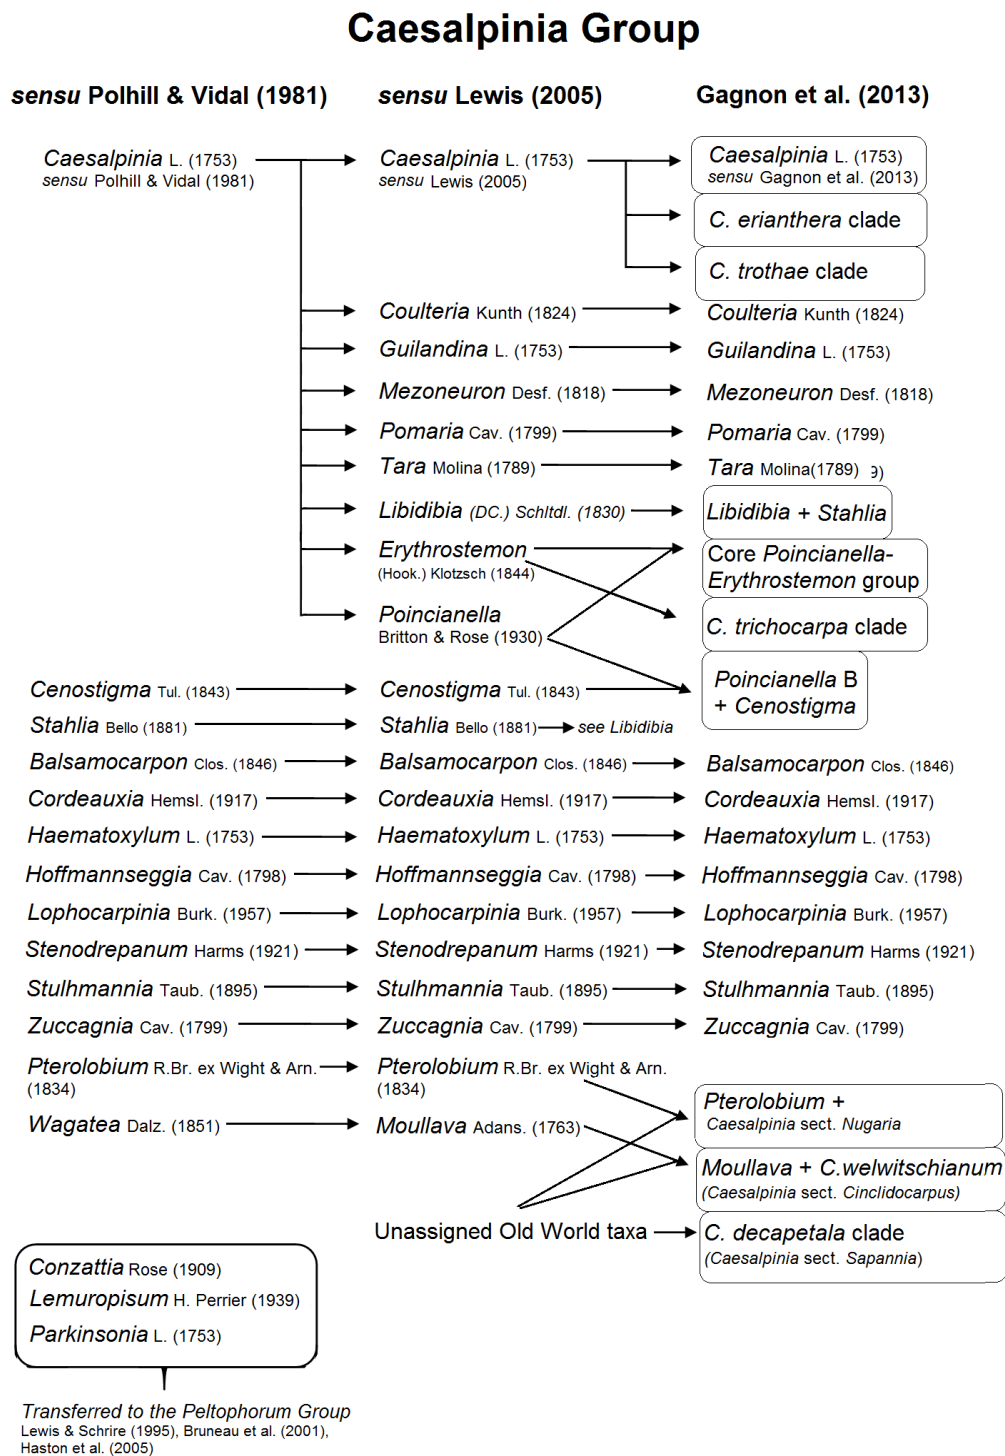 Caesalpinia Group
sensu Polhill & Vidal (1981)
sensu Lewis (2005)
Gagnon et al. (2013)
Caesalpinia L. (1753)
sensu Polhill & Vidal (1981)
Caesalpinia L. (1753)
sensu Lewis (2005)
Caesalpinia L. (1753)
sensu Gagnon et al. (2013)
C. erianthera clade
C. trothae clade
Coulteria Kunth (1824)
Coulteria Kunth (1824)
Guilandina L. (1753)
Guilandina L. (1753)
Mezoneuron Desf. (1818)
Mezoneuron Desf. (1818)
Pomaria Cav. (1799)
Pomaria Cav. (1799)
Tara Molina (1789)
Tara Molina(1789) 9)
Libidibia (DC.) Schltdl. (1830)
Libidibia + Stahlia
Erythrostemon
(Hook.) Klotzsch (1844)
Core Poincianella-
Erythrostemon group
Poincianella
Britton & Rose (1930)
C. trichocarpa clade
Cenostigma Tul. (1843)
Cenostigma Tul. (1843)
Poincianella B
+ Cenostigma
Stahlia Bello (1881)
Stahlia Bello (1881)
see Libidibia
Balsamocarpon Clos. (1846)
Balsamocarpon Clos. (1846)
Balsamocarpon Clos. (1846)
Cordeauxia Hemsl. (1917)
Cordeauxia Hemsl. (1917)
Cordeauxia Hemsl. (1917)
Haematoxylum L. (1753)
Haematoxylum L. (1753)
Haematoxylum L. (1753)
Hoffmannseggia Cav. (1798)
Hoffmannseggia Cav. (1798)
Hoffmannseggia Cav. (1798)
Lophocarpinia Burk. (1957)
Lophocarpinia Burk. (1957)
Lophocarpinia Burk. (1957)
Stenodrepanum Harms (1921)
Stenodrepanum Harms (1921)
Stenodrepanum Harms (1921)
Stulhmannia Taub. (1895)
Stulhmannia Taub. (1895)
Stulhmannia Taub. (1895)
Zuccagnia Cav. (1799)
Zuccagnia Cav. (1799)
Zuccagnia Cav. (1799)
Pterolobium R.Br. ex Wight & Arn.
(1834)
Pterolobium R.Br. ex Wight & Arn.
(1834)
Pterolobium +
Caesalpinia sect. Nugaria
Wagatea Dalz. (1851)
Moullava Adans. (1763)
Moullava + C.welwitschianum
(Caesalpinia sect. Cinclidocarpus)
Unassigned Old World taxa
C. decapetala clade
(Caesalpinia sect. Sapannia)
Conzattia Rose (1909)
Lemuropisum H. Perrier (1939)
Parkinsonia L. (1753)
Transferred to the Peltophorum Group
Lewis & Schrire (1995), Bruneau et al. (2001),
Haston et al. (2005)